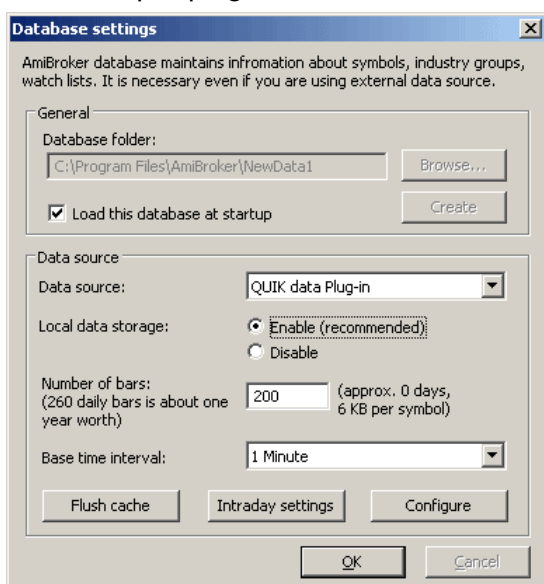 Database settings
AmiBroker database maintains infromation about symbols, industry groups,
watch lists. It is necessary even if you are using external data source.
General
Database folder:
C:\Program Files\AmiBroker\NewData1
Browse...
Load this database at startup
Create
Data source
Data source:
QUIK data Plug-in
Local data storage:
Enable (recommended)
Disable
Number of bars:
(260 daily bars is about one
year worth)
200
(approx. 0 days,
6 KB per symbol)
Base time interval:
1 Minute
Flush cache
Intraday settings
Configure
OK
Cancel